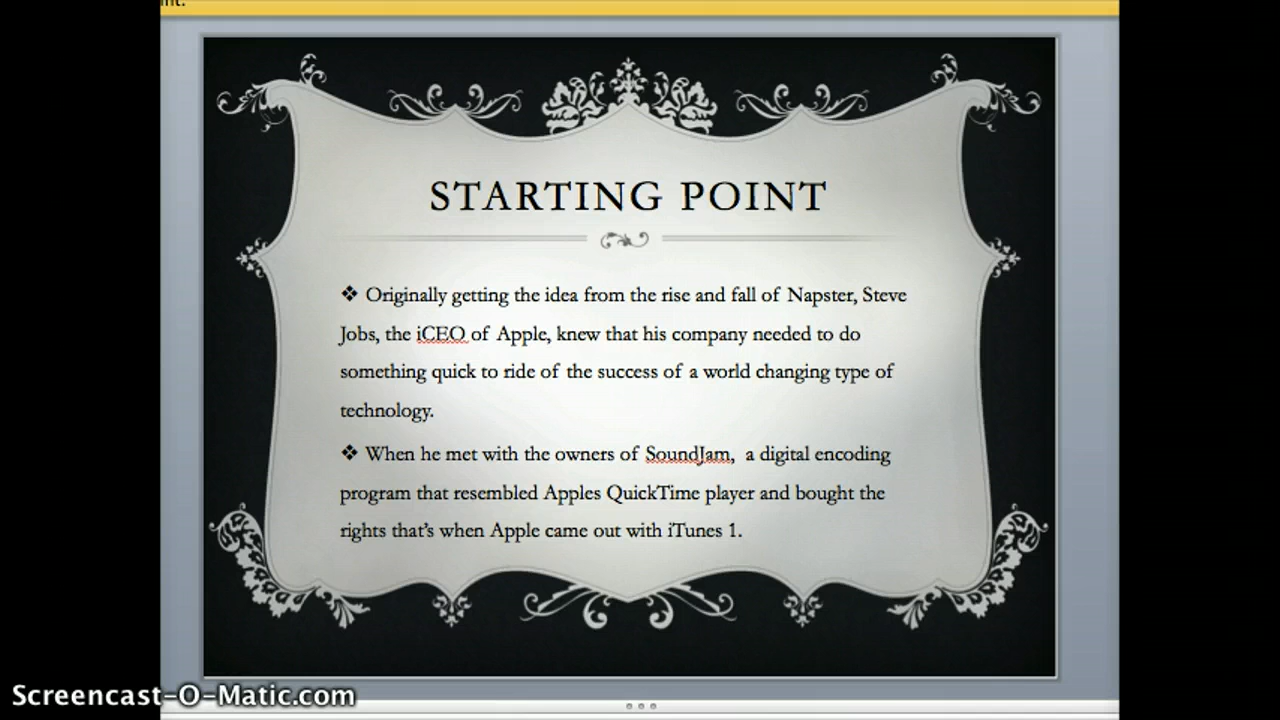 STARTING POINT
❖ Originally getting the idea from the rise and fall of Napster, Steve
Jobs, the iCEO of Apple, knew that his company needed to do
something quick to ride of the success of a world changing type of
technology.
❖ When he met with the owners of SoundJam, a digital encoding
program that resembled Apples QuickTime player and bought the
rights that's when Apple came out with iTunes 1.
Screencast-O-Matic.com